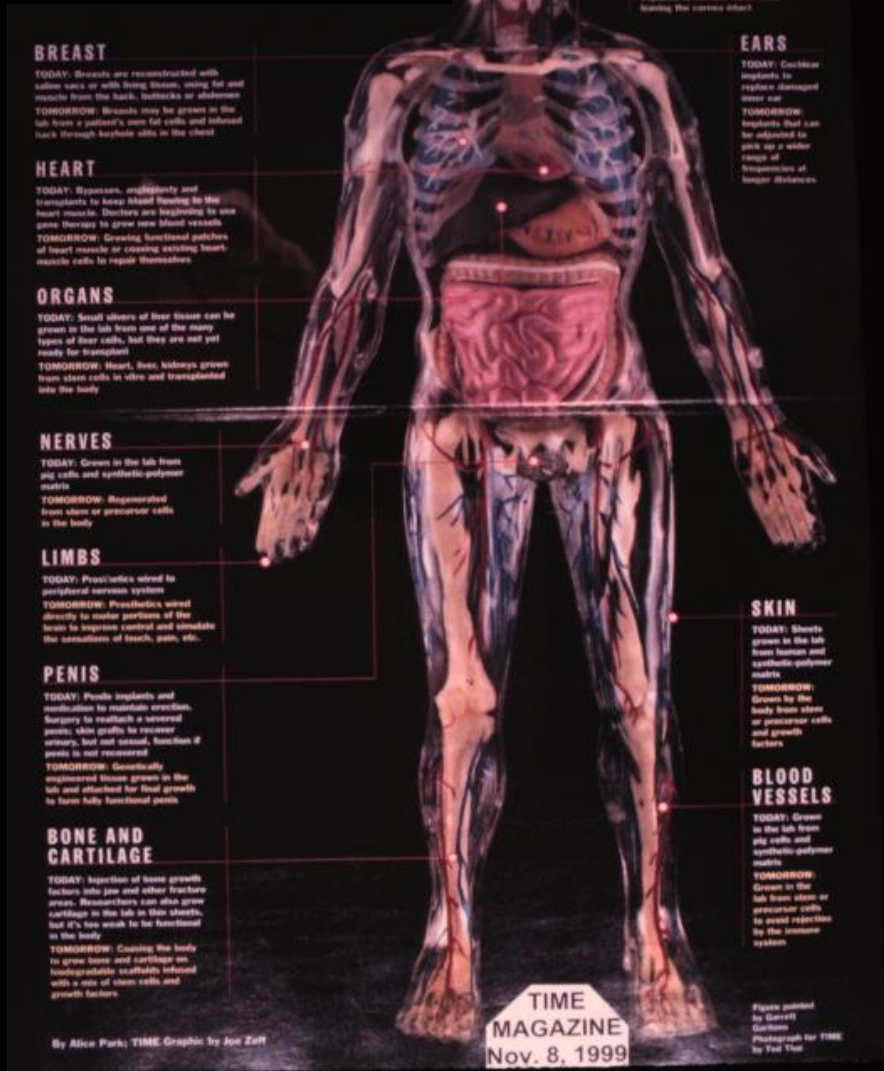 leaving the cornea intact
BREAST
TODAY: Breasts are reconstructed with
saline sacs or with living tissue, using fat and
muscle from the back, buttocks or abdomen
TOMORROW: Breasts may be grown in the
lab from a patient's own fat cells and infused
back through keyhole slits in the chest
HEART
TODAY: Bypasses, angioplasty and
transplants to keep blood flowing to the
heart muscle. Doctors are beginning to use
gene therapy to grow new blood vessels
TOMORROW: Growing functional patches
of heart muscle or coaxing existing heart-
muscle cells to repair themselves
ORGANS
TODAY: Small slivers of liver tissue can be
grown in the lab from one of the many
types of liver cells, but they are not yet
ready for transplant
TOMORROW: Heart, liver, kidneys grown
from stem cells in vitro and transplanted
into the body
NERVES
TODAY: Grown in the lab from
pig cells and synthetic-polymer
matrix
TOMORROW: Regenerated
from stem or precursor cells
in the body
LIMBS
TODAY: Prosthetics wired to
peripheral nervous system
TOMORROW: Prosthetics wired
directly to motor portions of the
brain to improve control and simulate
the sensations of touch, pain, etc.
PENIS
TODAY: Penile implants and
medication to maintain erection.
Surgery to reattach a severed
penis; skin grafts to recover
urinary, but not sexual, function if
penis is not recovered
TOMORROW: Genetically
engineered tissue grown in the
lab and attached for final growth
to form fully functional penis
BONE AND
CARTILAGE
TODAY: Injection of bone growth
factors into jaw and other fracture
areas. Researchers can also grow
cartilage in the lab in thin sheets,
but it's too weak to be functional
in the body
TOMORROW: Coaxing the body
to grow bone and cartilage on
biodegradable scaffolds infused
with a mix of stem cells and
growth factors
By Alice Park; TIME Graphic by Joe Zeff
EARS
TODAY: Cochlear
implants to
replace damaged
inner ear
TOMORROW:
Implants that can
be adjusted to
pick up a wider
range of
frequencies at
longer distances
SKIN
TODAY: Sheets
grown in the lab
from human and
synthetic-polymer
matrix
TOMORROW:
Grown by the
body from stem
or precursor cells
and growth
factors
BLOOD
VESSELS
TODAY: Grown
in the lab from
pig cells and
synthetic-polymer
matrix
TOMORROW:
Grown in the
lab from stem or
precursor cells
to avoid rejection
by the immune
system
TIME
MAGAZINE
Nov. 8, 1999
Figure painted
by Garrett
Photograph for TIME
by Ted Thai